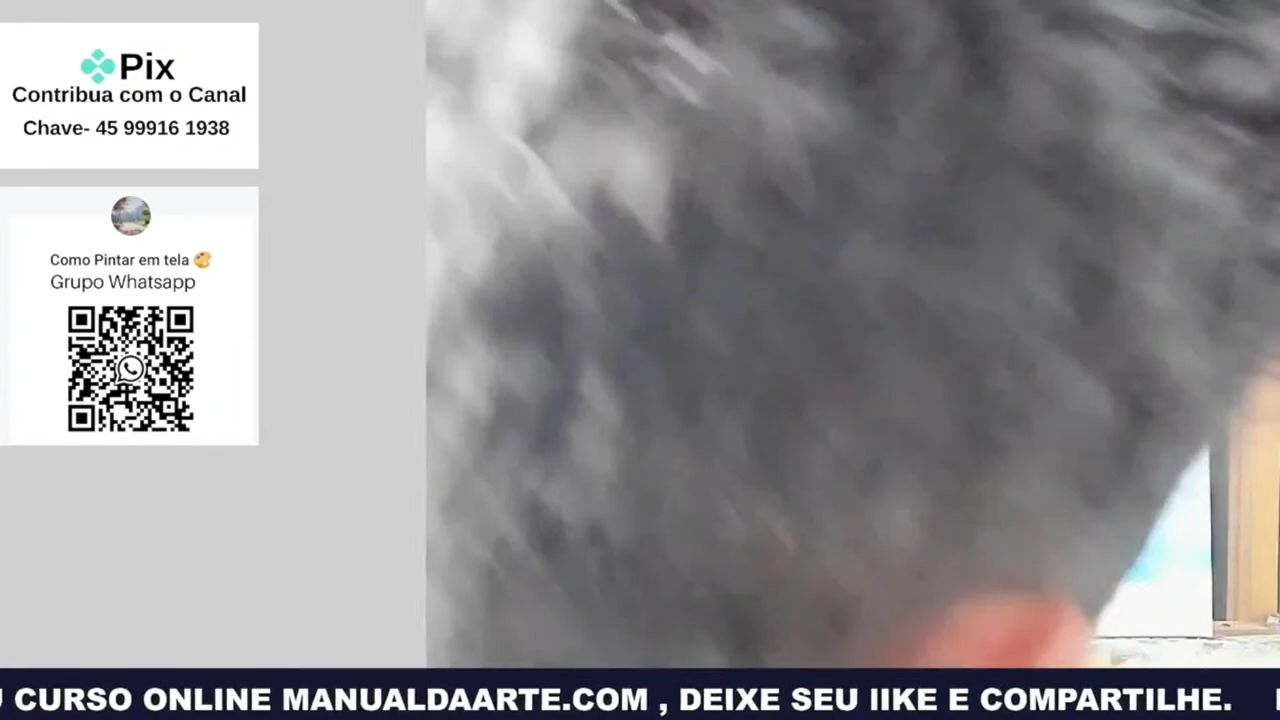 Pix
Contribua com o Canal
Chave- 45 99916 1938
Como Pintar em tela
Grupo Whatsapp
CURSO ONLINE MANUALDAARTE.COM , DEIXE SEU lIKE E COMPARTILHE.